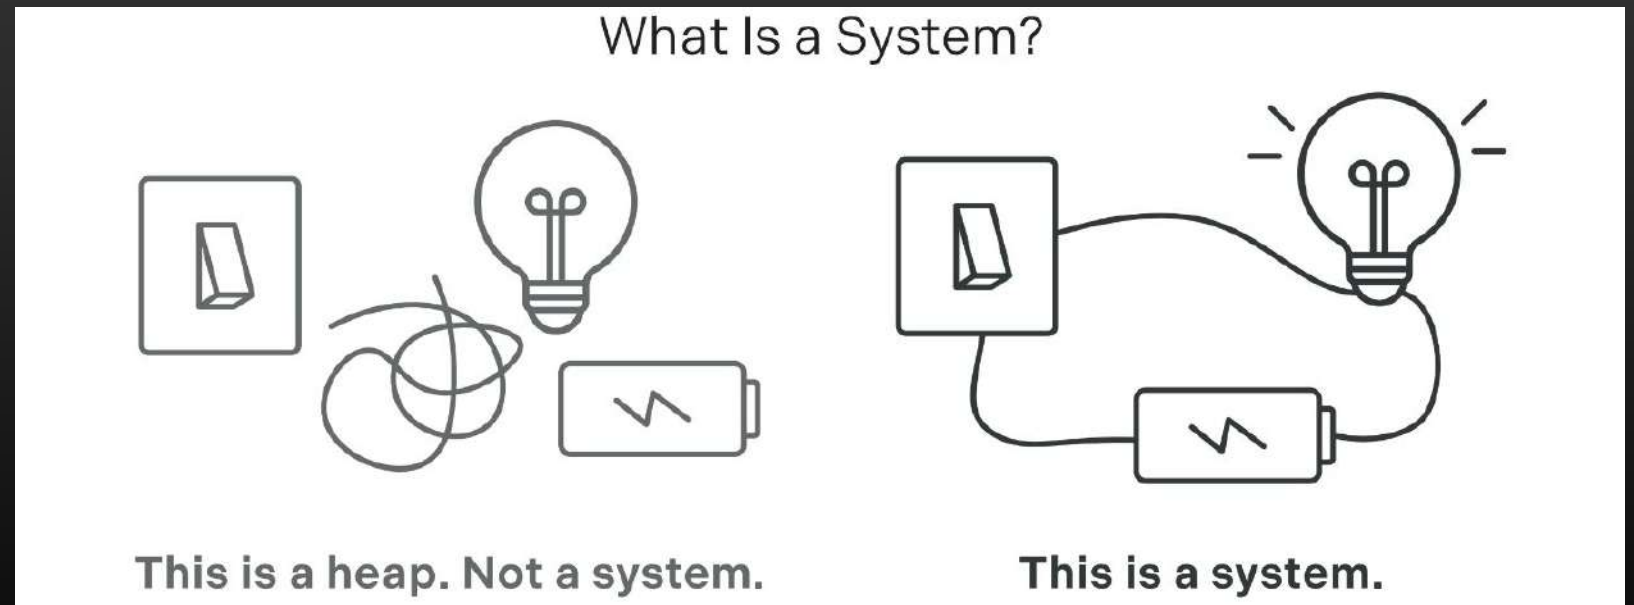 What Is a System?
This is a heap. Not a system.
This is a system.